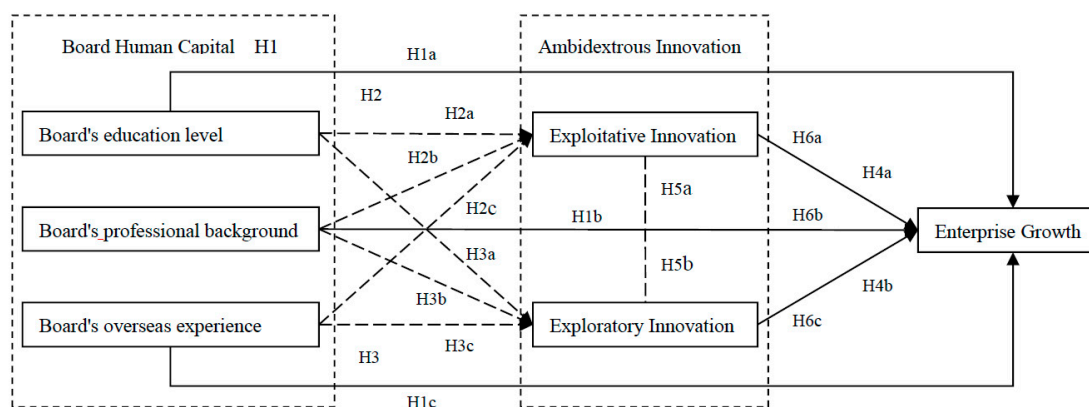 Board Human Capital H1
Ambidextrous Innovation
H1a
H2
Board's education level
H2a
Exploitative Innovation
H6a
H2b
H4a
H5a
H2c
Board's professional background
H1b
H6b
Enterprise Growth
H3a
H5b
H3b
H4b
Board's overseas experience
Exploratory Innovation
H6c
H3c
H3
H1c